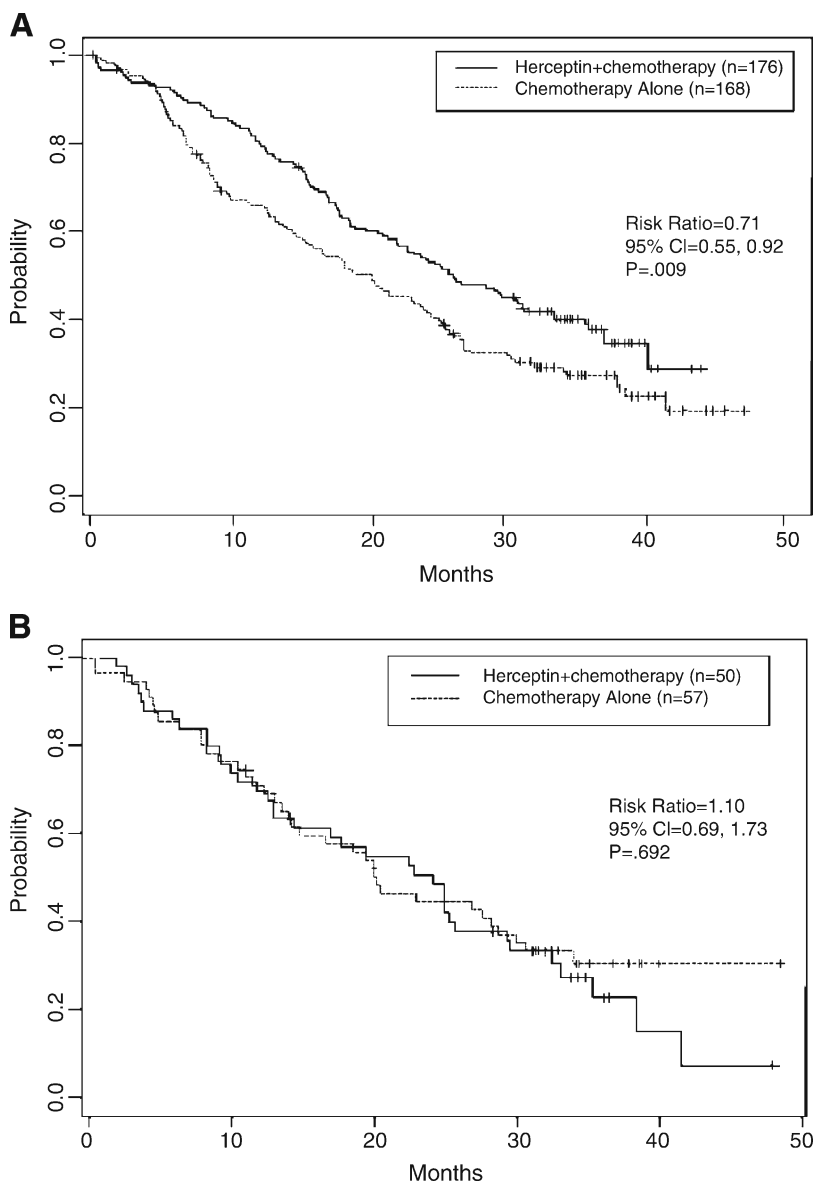 A
Herceptin+chemotherapy (n=176)
Chemotherapy Alone (n=168)
1.0
0.8
0.6
0.4
0.2
0.0
Probability
Risk Ratio=0.71
95% CI=0.55, 0.92
P=.009
0 10 20 30 40 50
Months
B
Herceptin+chemotherapy (n=50)
Chemotherapy Alone (n=57)
1.0
0.8
0.6
0.4
0.2
0.0
Probability
Risk Ratio=1.10
95% CI=0.69, 1.73
P=.692
0 10 20 30 40 50
Months